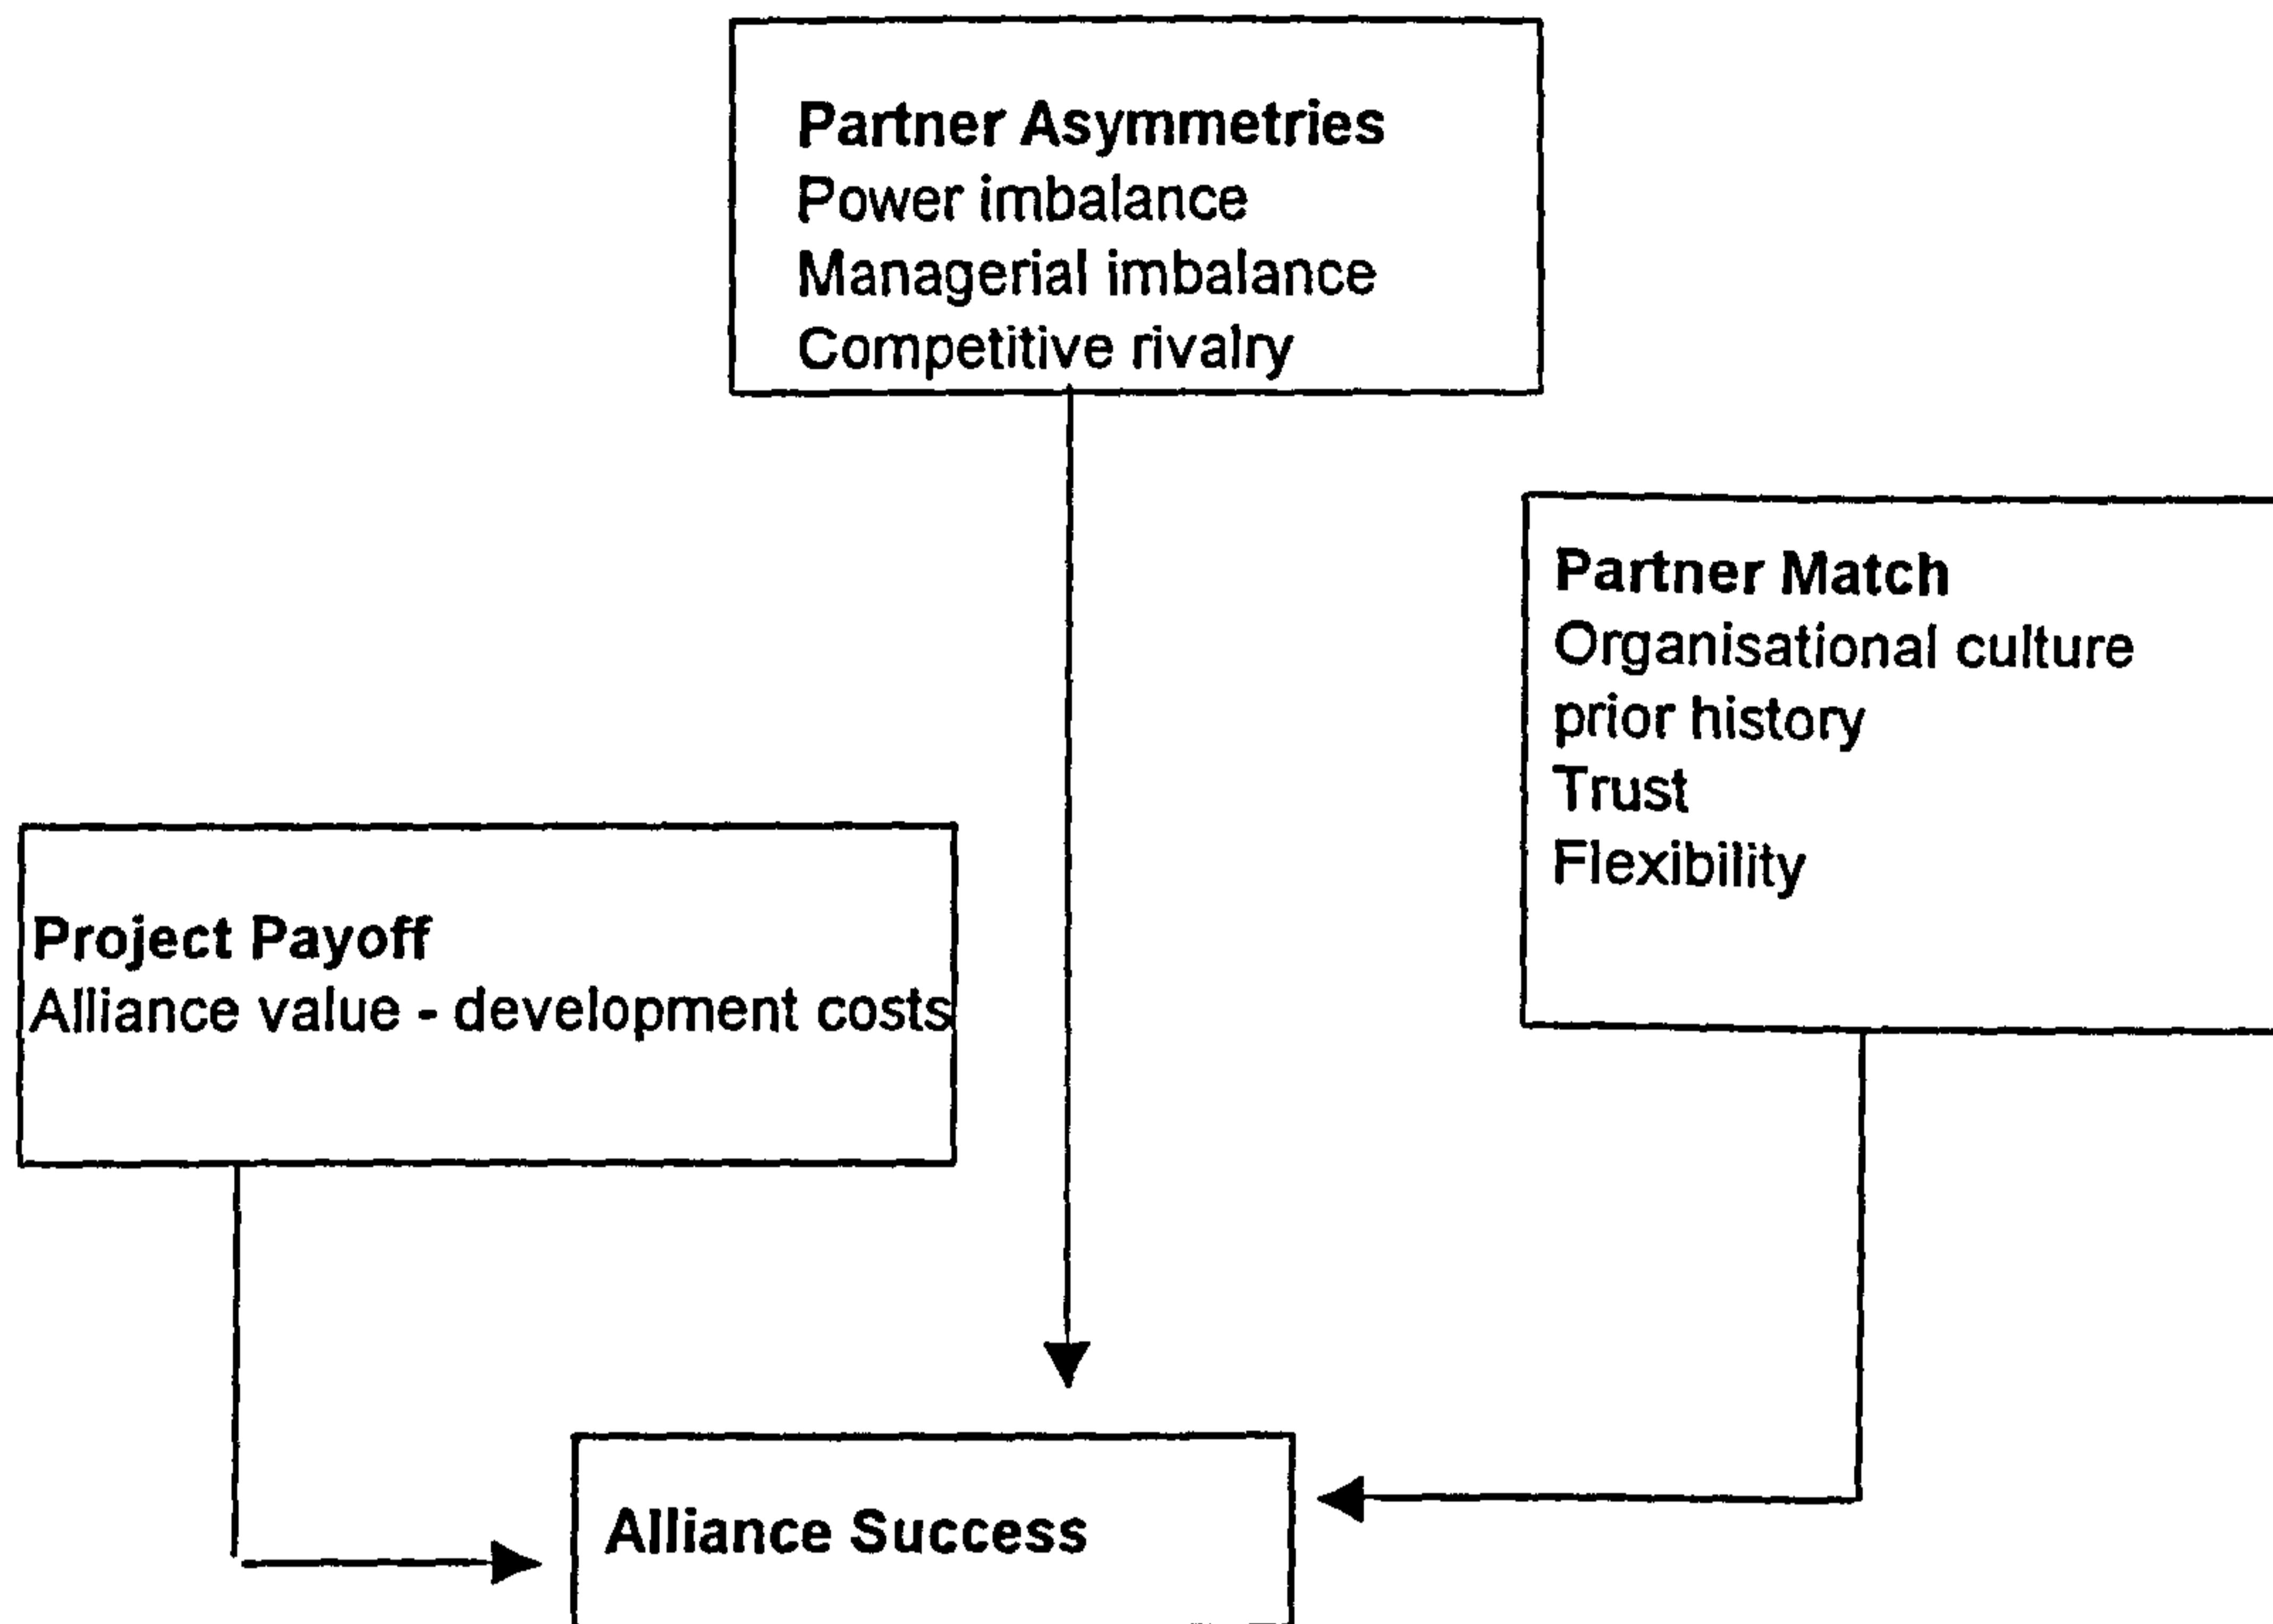 Partner Asymmetries
Power imbalance
Managerial imbalance
Competitive rivalry
Partner Match
Organisational culture
prior history
Trust
Flexibility
Project Payoff
Alliance value - development costs
Alliance Success